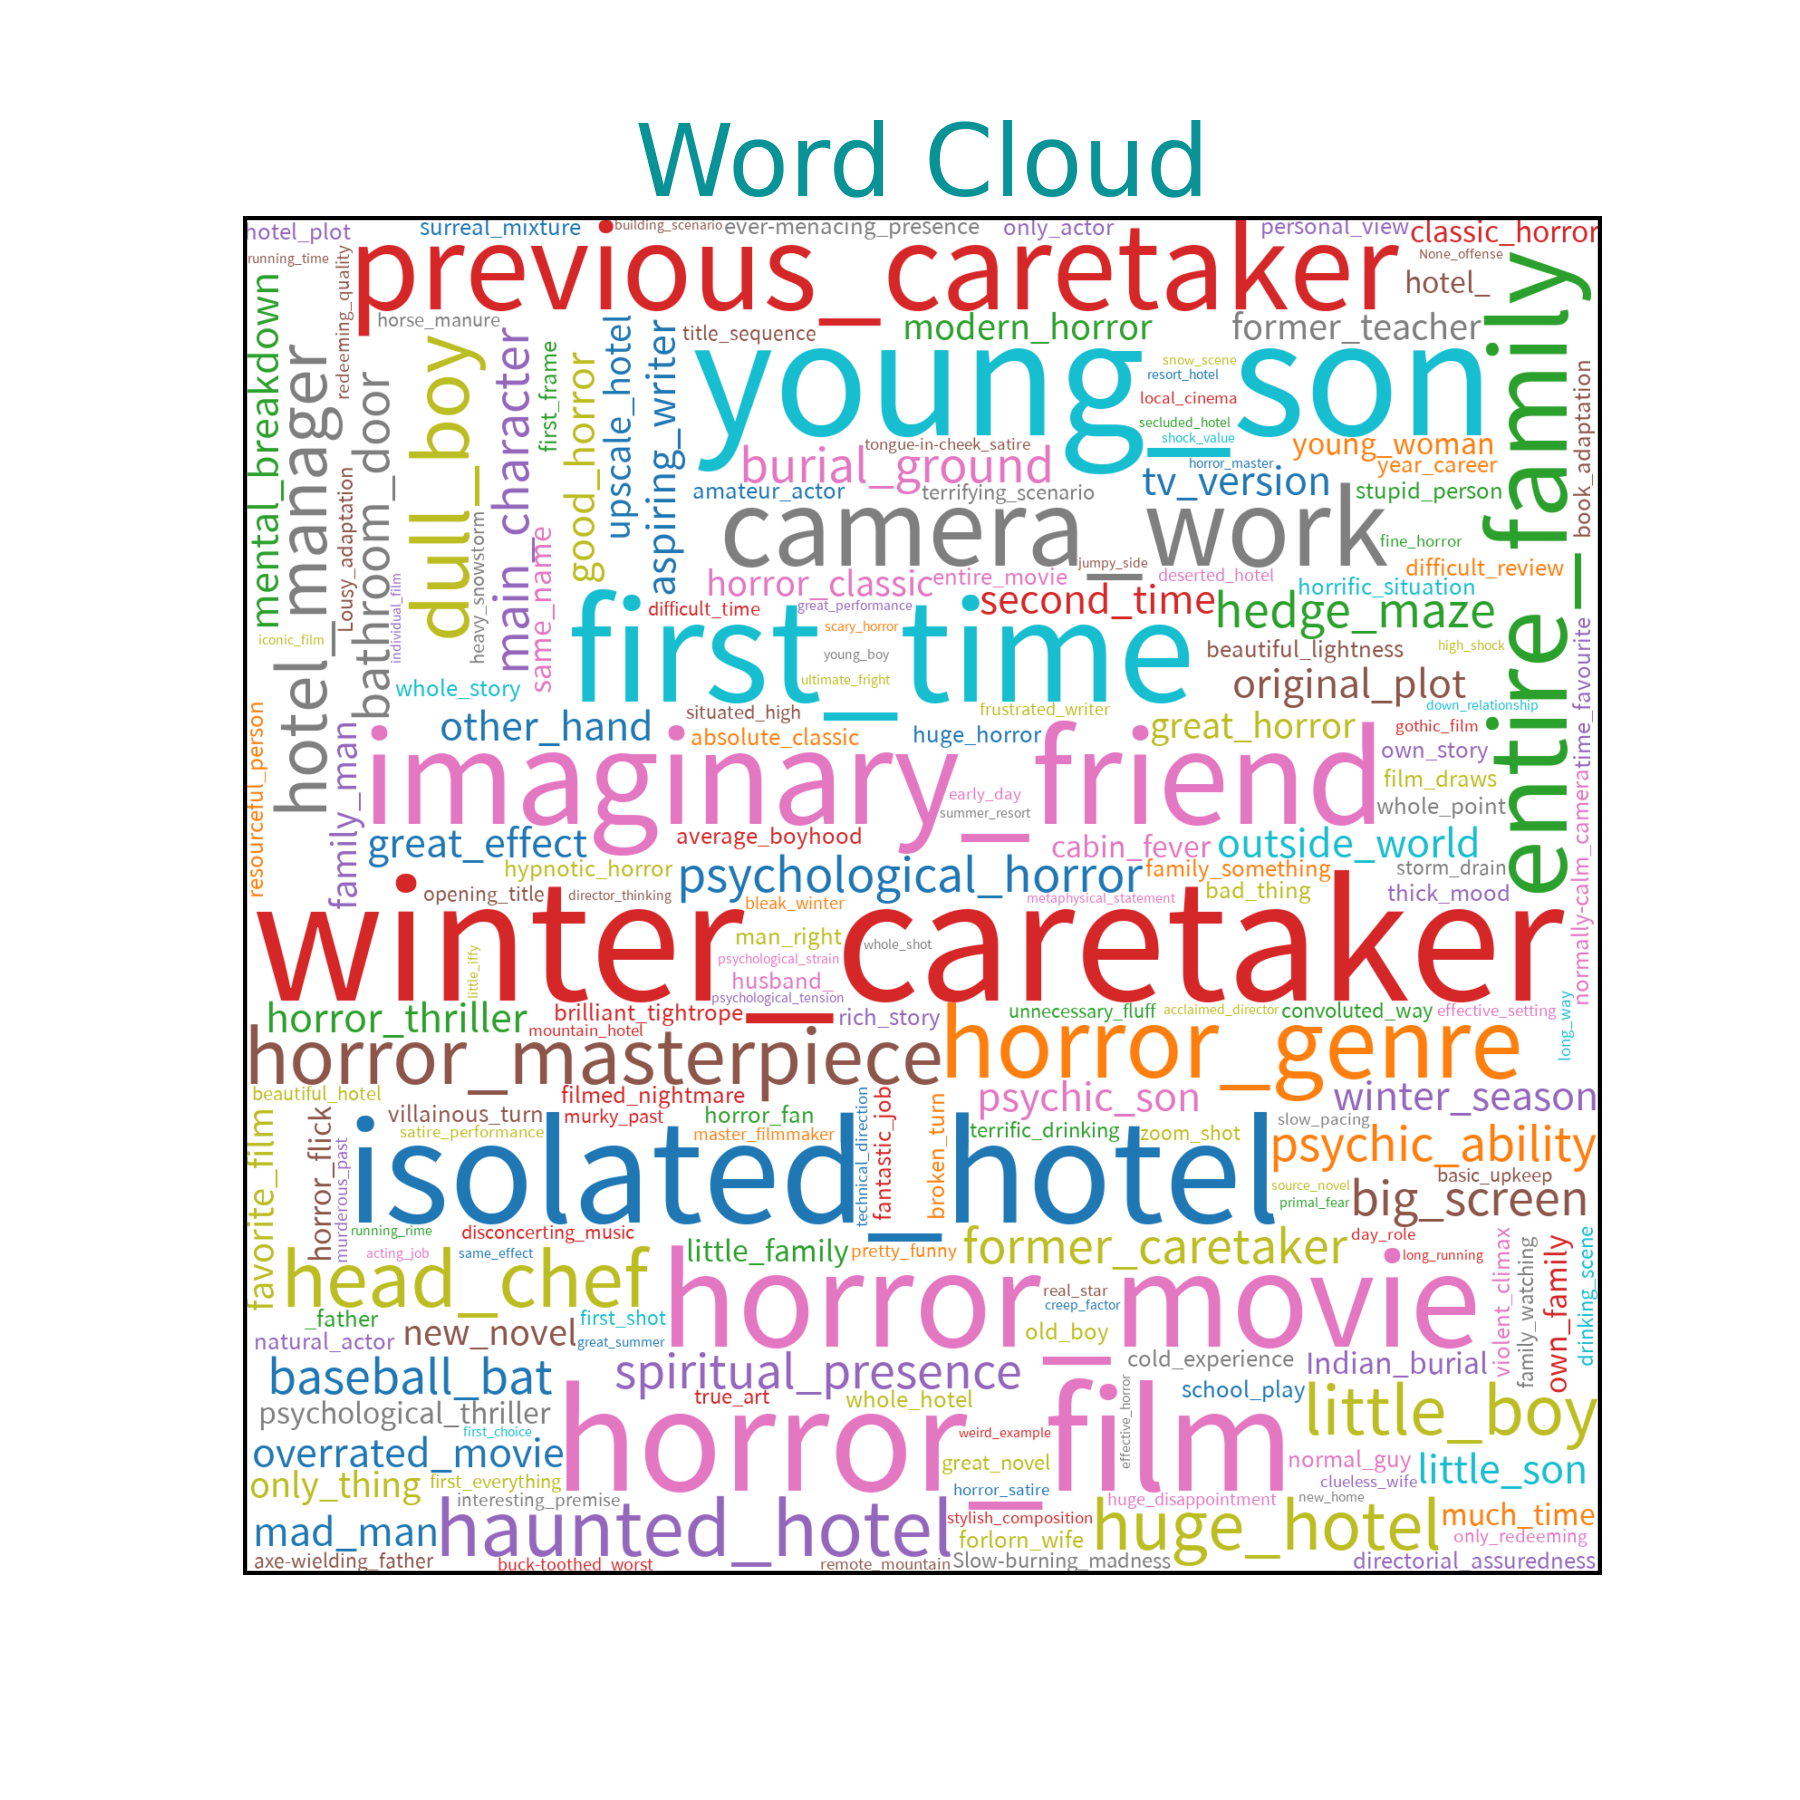 Word Cloud
hotel_plot
surreal_mixture
building_scenario
ever-menacing_presence
only_actor
personal_view
classic_horror
running_time
redeeming_quality
previous_caretaker
None_offense
hotel_
horse_manure
title_sequence
modern_horror
former_teacher
entire_family
mental_breakdown
hotel_manager
bathroom_door
dull_boy
main_character
first_frame
good_horror
upscale_hotel
aspiring_writer
young_son
snow_scene
resort_hotel
local_cinema
secluded_hotel
shock_value
book_adaptation
tongue-in-cheek_satire
young_woman
burial_ground
horror_master
year_career
Lousy_adaptation
amateur_actor
terrifying_scenario
tv_version
stupid_person
camera_work
heavy_snowstorm
same_name
fine_horror
jumpy_side
individual_film
horror_classic
entire_movie
deserted_hotel
difficult_review
horrific_situation
first_time
difficult_time
great_performance
second_time
hedge_maze
iconic_film
scary_horror
young_boy
ultimate_fright
beautiful_lightness
high_shock
time_favourite
whole_story
original_plot
resourceful_person
family_man
other_hand
situated_high
frustrated_writer
down_relationship
absolute_classic
huge_horror
great_horror
gothic_film
imaginary_friend
own_story
film_draws
early_day
summer_resort
whole_point
normally-calm_camera
great_effect
average_boyhood
cabin_fever
outside_world
hypnotic_horror
psychological_horror
family_something
storm_drain
opening_title
director_thinking
bleak_winter
metaphysical_statement
bad_thing
thick_mood
winter_caretaker
man_right
whole_shot
little_iffy
psychological_strain
husband_
psychological_tension
horror_thriller
brilliant_tightrope
mountain_hotel
rich_story
unnecessary_fluff
acclaimed_director
convoluted_way
effective_setting
long_way
horror_masterpiece
horror_genre
beautiful_hotel
filmed_nightmare
psychic_son
winter_season
favorite_film
horror_flick
murderous_past
villainous_turn
murky_past
horror_fan
technical_direction
fantastic_job
broken_turn
slow_pacing
satire_performance
master_filmmaker
terrific_drinking
zoom_shot
psychic_ability
isolated_hotel
basic_upkeep
source_novel
primal_fear
big_screen
running_rime
disconcerting_music
acting_job
same_effect
little_family
pretty_funny
former_caretaker
day_role
long_running
violent_climax
family_watching
own_family
drinking_scene
head_chef
horror_movie
real_star
creep_factor
_father
first_shot
old_boy
natural_actor
new_novel
great_summer
baseball_bat
spiritual_presence
cold_experience
Indian_burial
true_art
whole_hotel
effective_horror
school_play
little_boy
psychological_thriller
horror_film
first_choice
weird_example
overrated_movie
great_novel
normal_guy
little_son
only_thing
first_everything
clueless_wife
horror_satire
interesting_premise
huge_disappointment
new_home
mad_man
haunted_hotel
stylish_composition
huge_hotel
much_time
forlorn_wife
only_redeeming
axe-wielding_father
buck-toothed_worst
remote_mountain
Slow-burning_madness
directorial_assuredness